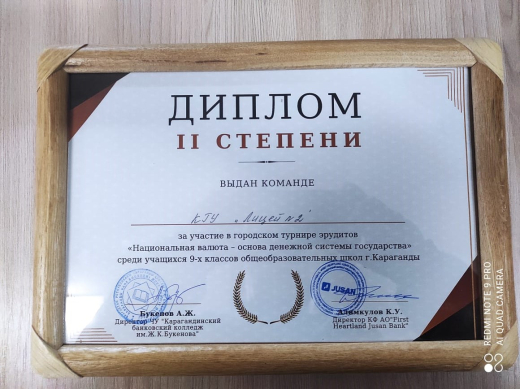 ДИПЛОМ
II СТЕПЕНИ
ВЫДАН КОМАНДЕ
КГУ „Лицей №2"
за участие в городском турнире эрудитов
«Национальная валюта – основа денежной системы государства»
среди учащихся 9-х классов общеобразовательных школ г.Караганды
Букенов А.Ж.
Директор ЧУ "Карагандинский
банковский колледж
им.Ж.К.Букенова"
JUSAN
Алимкулов К.У.
Директор КФ АО"First
Heartland Jusan Bank"
REDMI NOTE 9 PRO
AI QUAD CAMERA